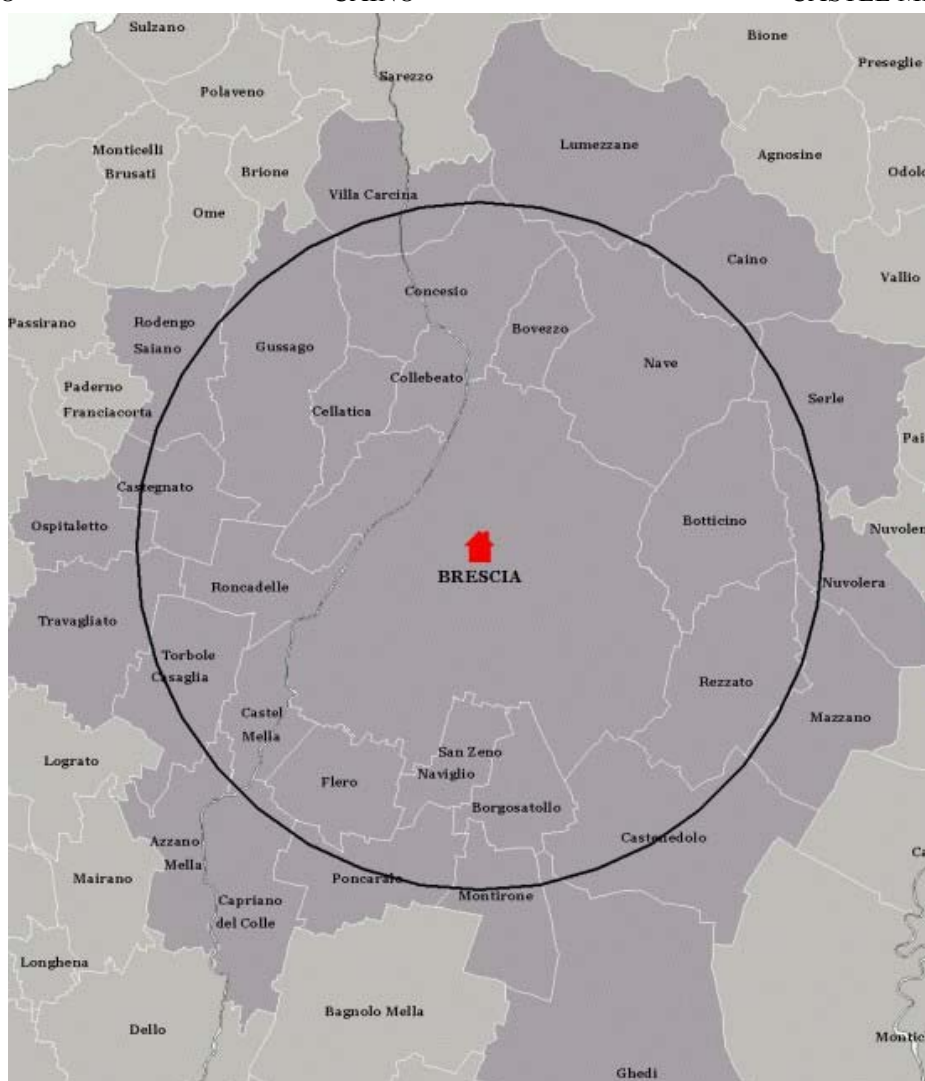 Sulzano
Bione
Preseglie
Sarezzo
Polaveno
Lumezzane
Monticelli
Brusati
Agnosine
Brione
Odolo
Villa Carcina
Ome
Caino
Vallio
Concesio
Passirano
Rodengo
Saiano
Bovezzo
Gussago
Nave
Collebeato
Paderno
Franciacorta
Cellatica
Serle
Castegnato
Ospitaletto
Botticino
BRESCIA
Roncadelle
Nuvolera
Travagliato
Torbole
Casaglia
Rezzato
Castel
Mella
Mazzano
San Zeno
Naviglio
Lograto
Flero
Borgosatollo
Castenedolo
Azzano
Mella
Mairano
Poncarale
Montirone
Capriano
del Colle
Longhena
Bagnolo Mella
Dello
Ghedi